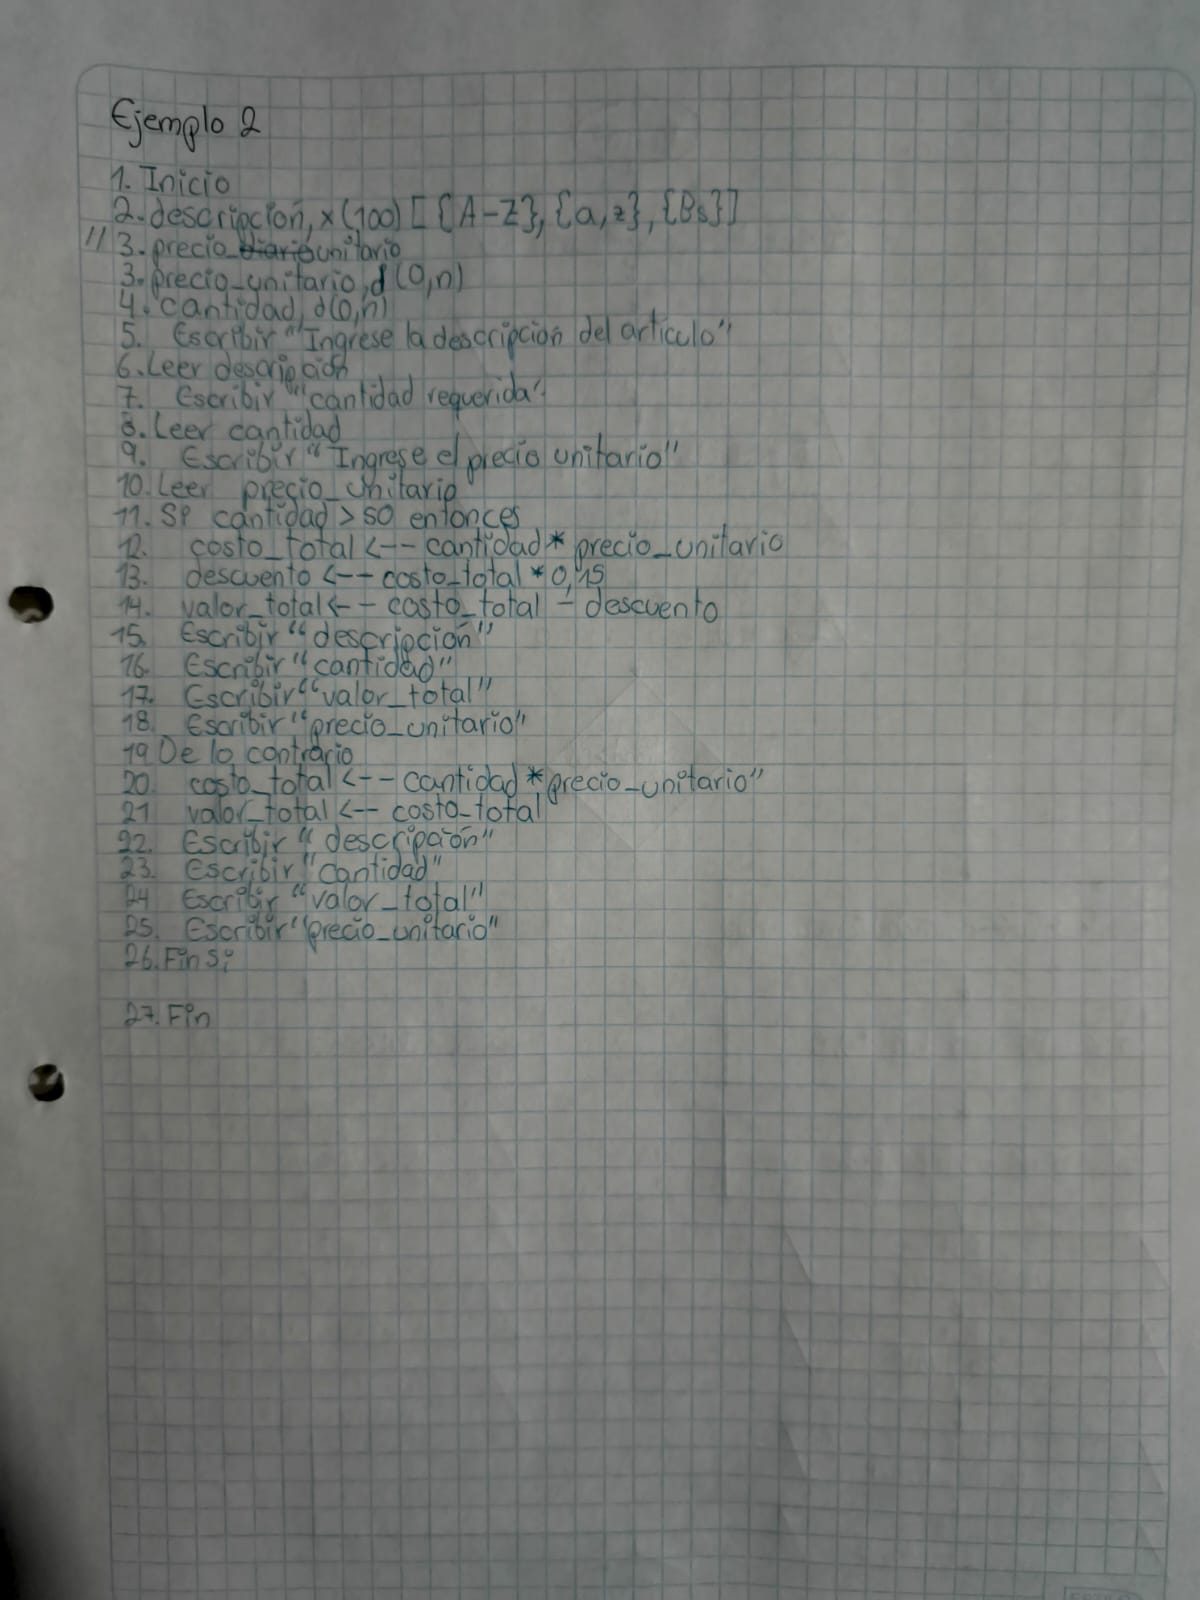 Ejemplo 2
1. Inicio
2. descripción, x (100) [ {A-Z}, {a,z}, {Bs}]
// 3. precio_diario unitario
3. precio_unitario, d (0,n)
4. cantidad, d(0,n)
5. Escribir "Ingrese la descripción del articulo"
6. Leer descripción
7. Escribir "cantidad requerida"
8. Leer cantidad
9. Escribir "Ingrese el precio unitario"
10. Leer precio_unitario
11. Si cantidad > 50 entonces
12. costo_total <-- cantidad * precio_unitario
13. descuento <-- costo_total * 0,15
14. valor_total <-- costo_total - descuento
15. Escribir "descripción"
16. Escribir "cantidad"
17. Escribir "valor_total"
18. Escribir "precio_unitario"
19 De lo contrario
20. costo_total <-- cantidad * precio_unitario"
21 valor_total <-- costo_total
22. Escribir "descripción"
23. Escribir "cantidad"
24 Escribir "valor_total"
25. Escribir "precio_unitario"
26. Fin Si
27. Fin